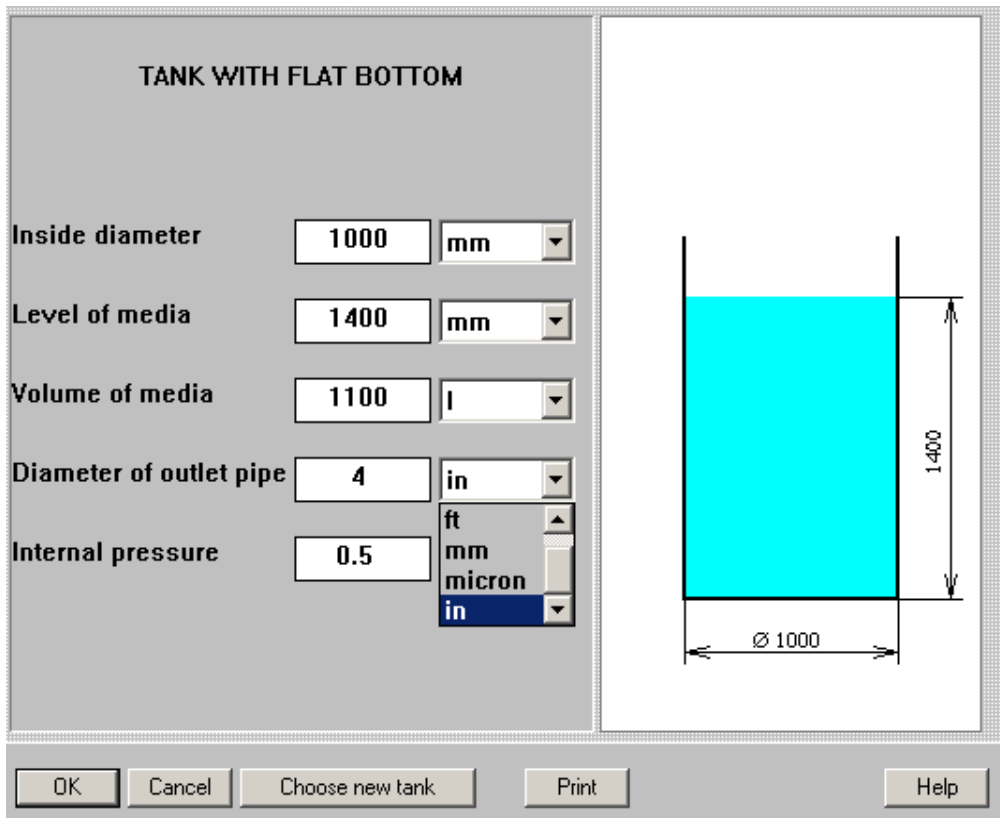 TANK WITH FLAT BOTTOM
Inside diameter 1000 mm
Level of media 1400 mm
Volume of media 1100 l
Diameter of outlet pipe 4 in
ft
mm
micron
in
Internal pressure 0.5
1400
Ø 1000
OK Cancel Choose new tank Print Help